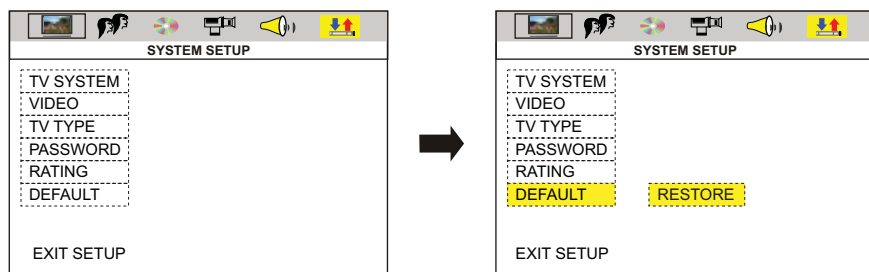 SYSTEM SETUP
TV SYSTEM
VIDEO
TV TYPE
PASSWORD
RATING
DEFAULT
EXIT SETUP
SYSTEM SETUP
TV SYSTEM
VIDEO
TV TYPE
PASSWORD
RATING
DEFAULT RESTORE
EXIT SETUP